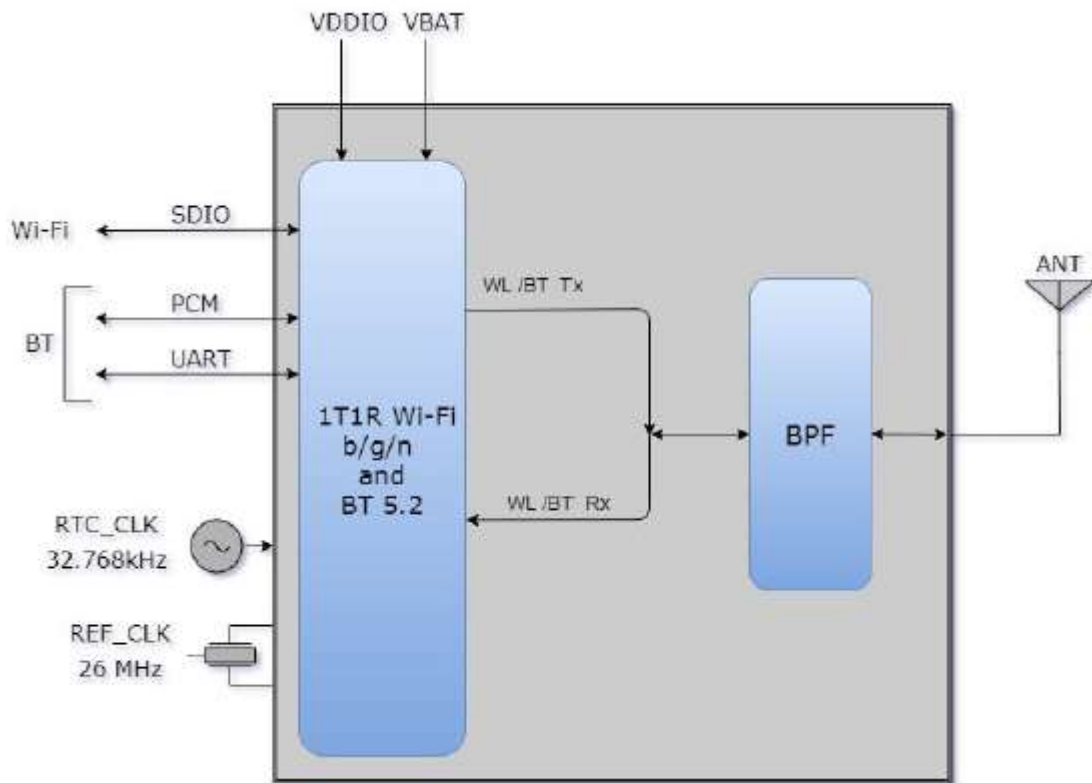 VDDIO VBAT
SDIO
Wi-Fi
PCM
BT
UART
WL /BT Tx
ANT
1T1R Wi-Fi
b/g/n
and
BT 5.2
BPF
WL /BT Rx
RTC_CLK
32.768kHz
REF_CLK
26 MHz